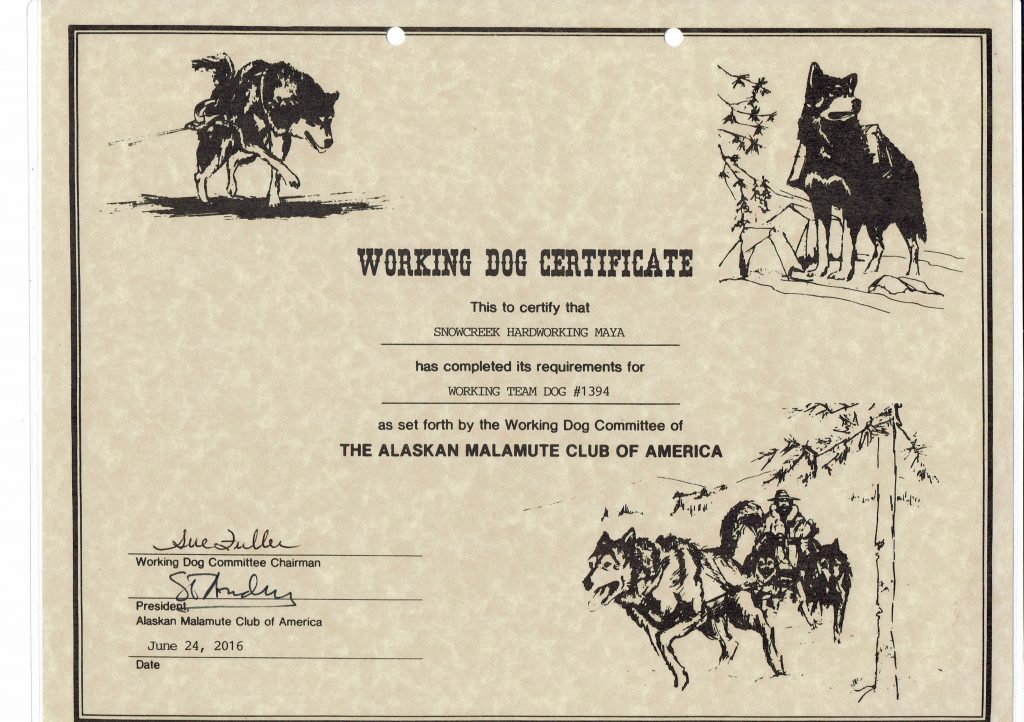 WORKING DOG CERTIFICATE
This to certify that
SNOWCREEK HARDWORKING MAYA
has completed its requirements for
WORKING TEAM DOG #1394
as set forth by the Working Dog Committee of
THE ALASKAN MALAMUTE CLUB OF AMERICA
Sue Fuller
Working Dog Committee Chairman
President,
Alaskan Malamute Club of America
June 24, 2016
Date